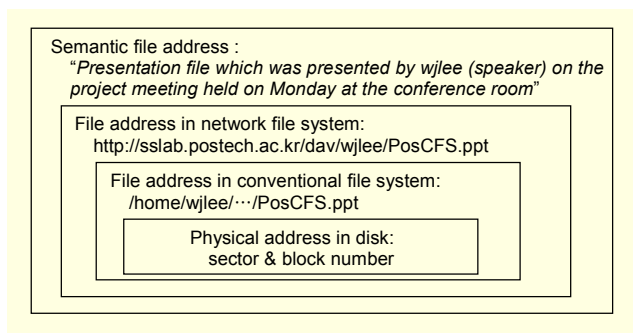 Semantic file address :
“Presentation file which was presented by wjlee (speaker) on the
project meeting held on Monday at the conference room”
File address in network file system:
http://sslab.postech.ac.kr/dav/wjlee/PosCFS.ppt
File address in conventional file system:
/home/wjlee/⋯/PosCFS.ppt
Physical address in disk:
sector & block number